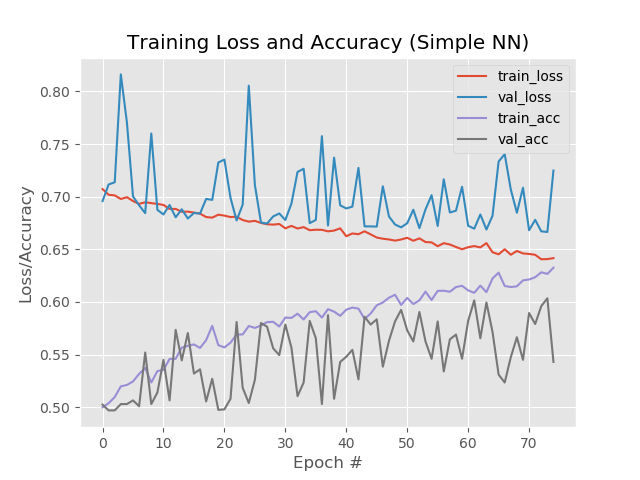 Training Loss and Accuracy (Simple NN)
train_loss
val_loss
train_acc
val_acc
Loss/Accuracy
0.80
0.75
0.70
0.65
0.60
0.55
0.50
0 10 20 30 40 50 60 70
Epoch #